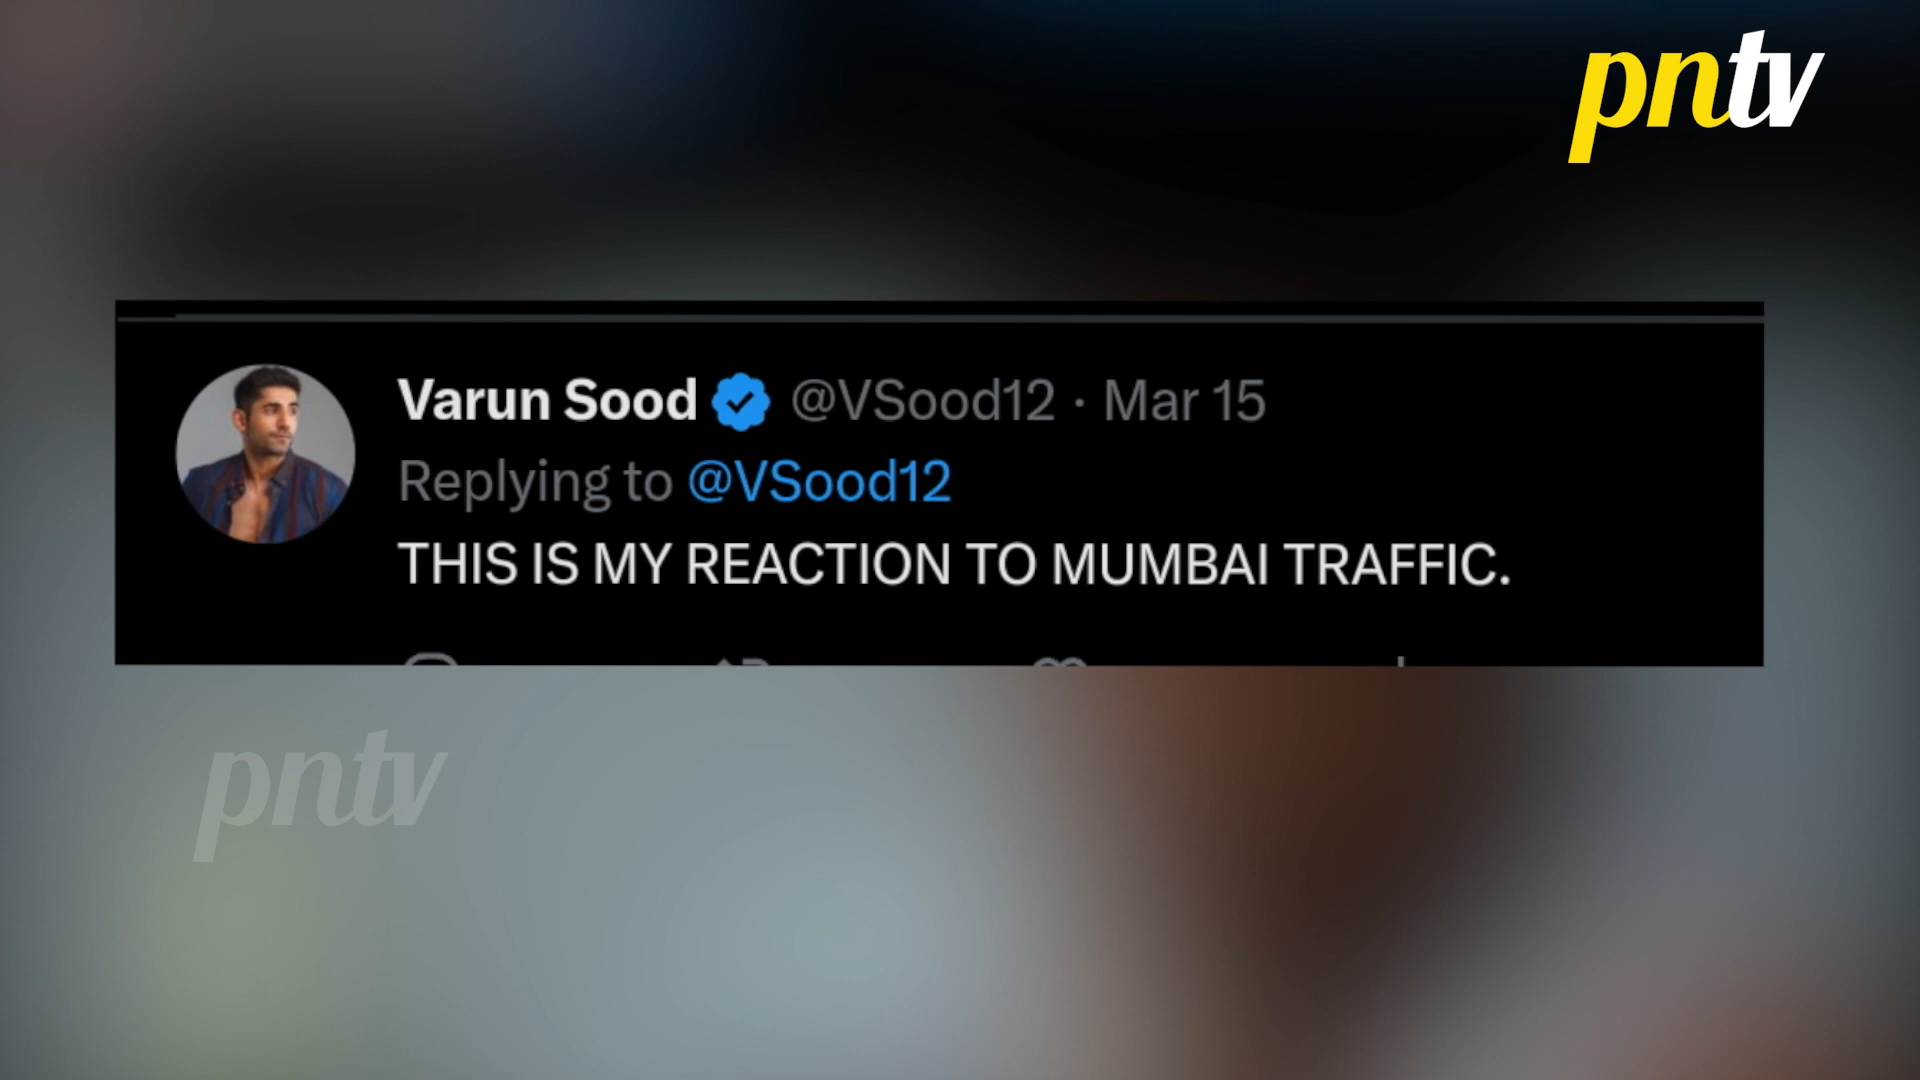 pntv
Varun Sood @VSood12 · Mar 15
Replying to @VSood12
THIS IS MY REACTION TO MUMBAI TRAFFIC.
pntv